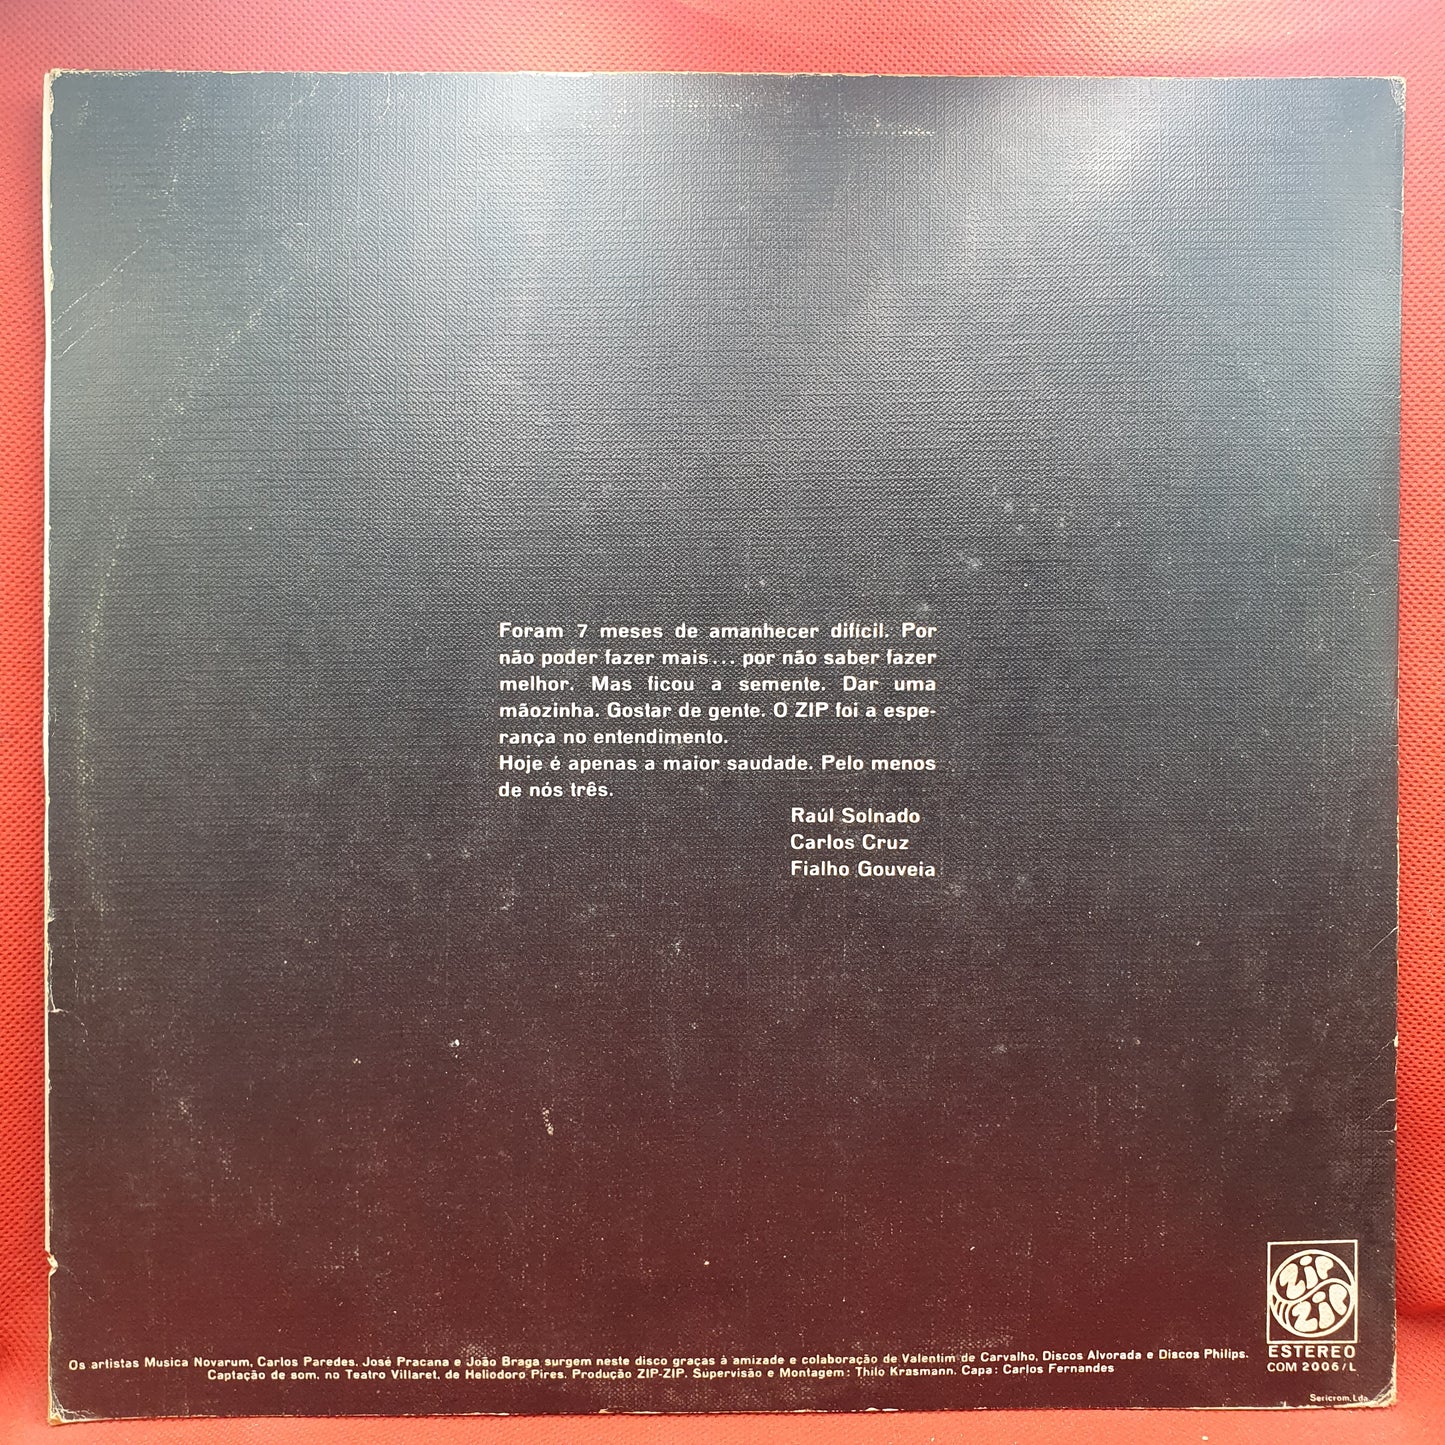 Foram 7 meses de amanhecer difícil. Por
não poder fazer mais... por não saber fazer
melhor. Mas ficou a semente. Dar uma
mãozinha. Gostar de gente. O ZIP foi a espe-
rança no entendimento.
Hoje é apenas a maior saudade. Pelo menos
de nós três.
Raúl Solnado
Carlos Cruz
Fialho Gouveia
ZIP
ZIP
ESTEREO
COM 2006/L
Os artistas Musica Novarum, Carlos Paredes, José Pracana e João Braga surgem neste disco graças à amizade e colaboração de Valentim de Carvalho, Discos Alvorada e Discos Philips.
Captação de som, no Teatro Villaret, de Heliodoro Pires. Produção ZIP-ZIP. Supervisão e Montagem: Thilo Krasmann. Capa: Carlos Fernandes
Sericrom, Lda